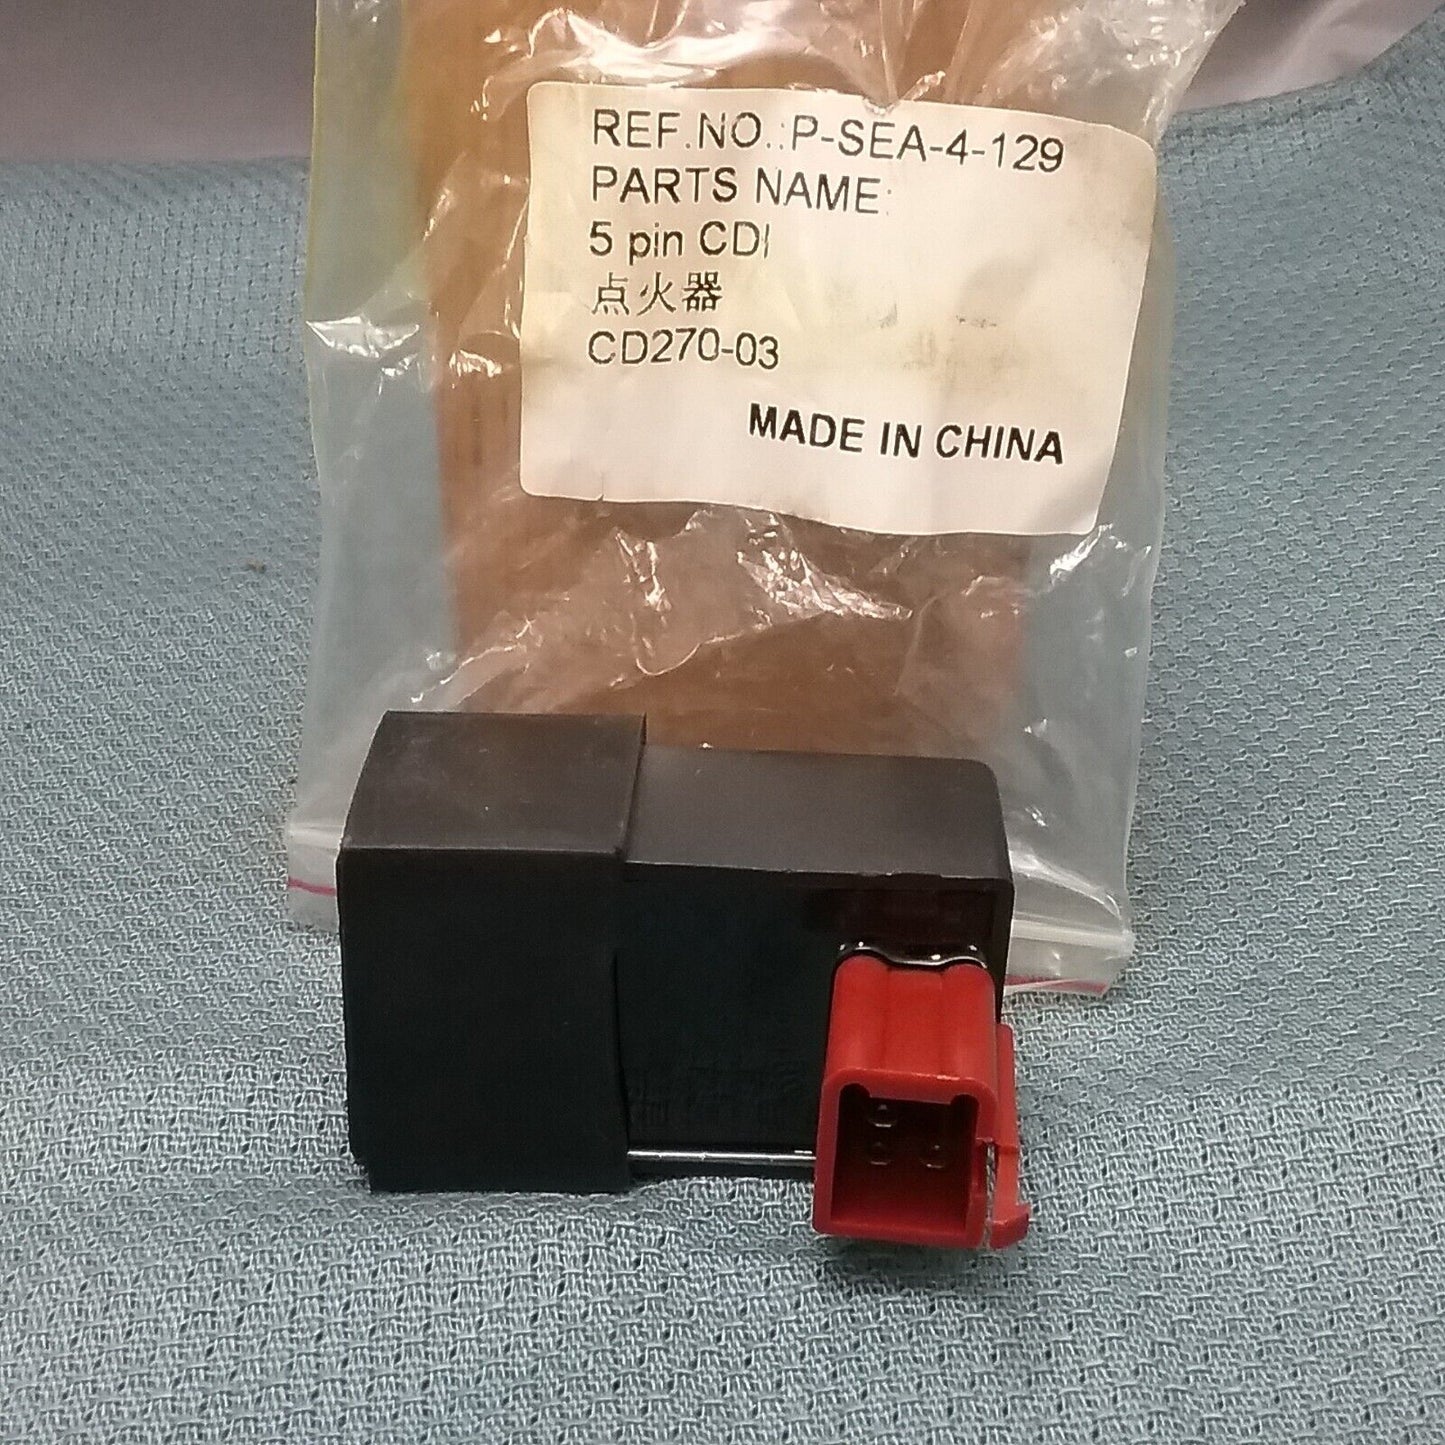 REF.NO.:P-SEA-4-129
PARTS NAME:
5 pin CDI
点火器
CD270-03
MADE IN CHINA